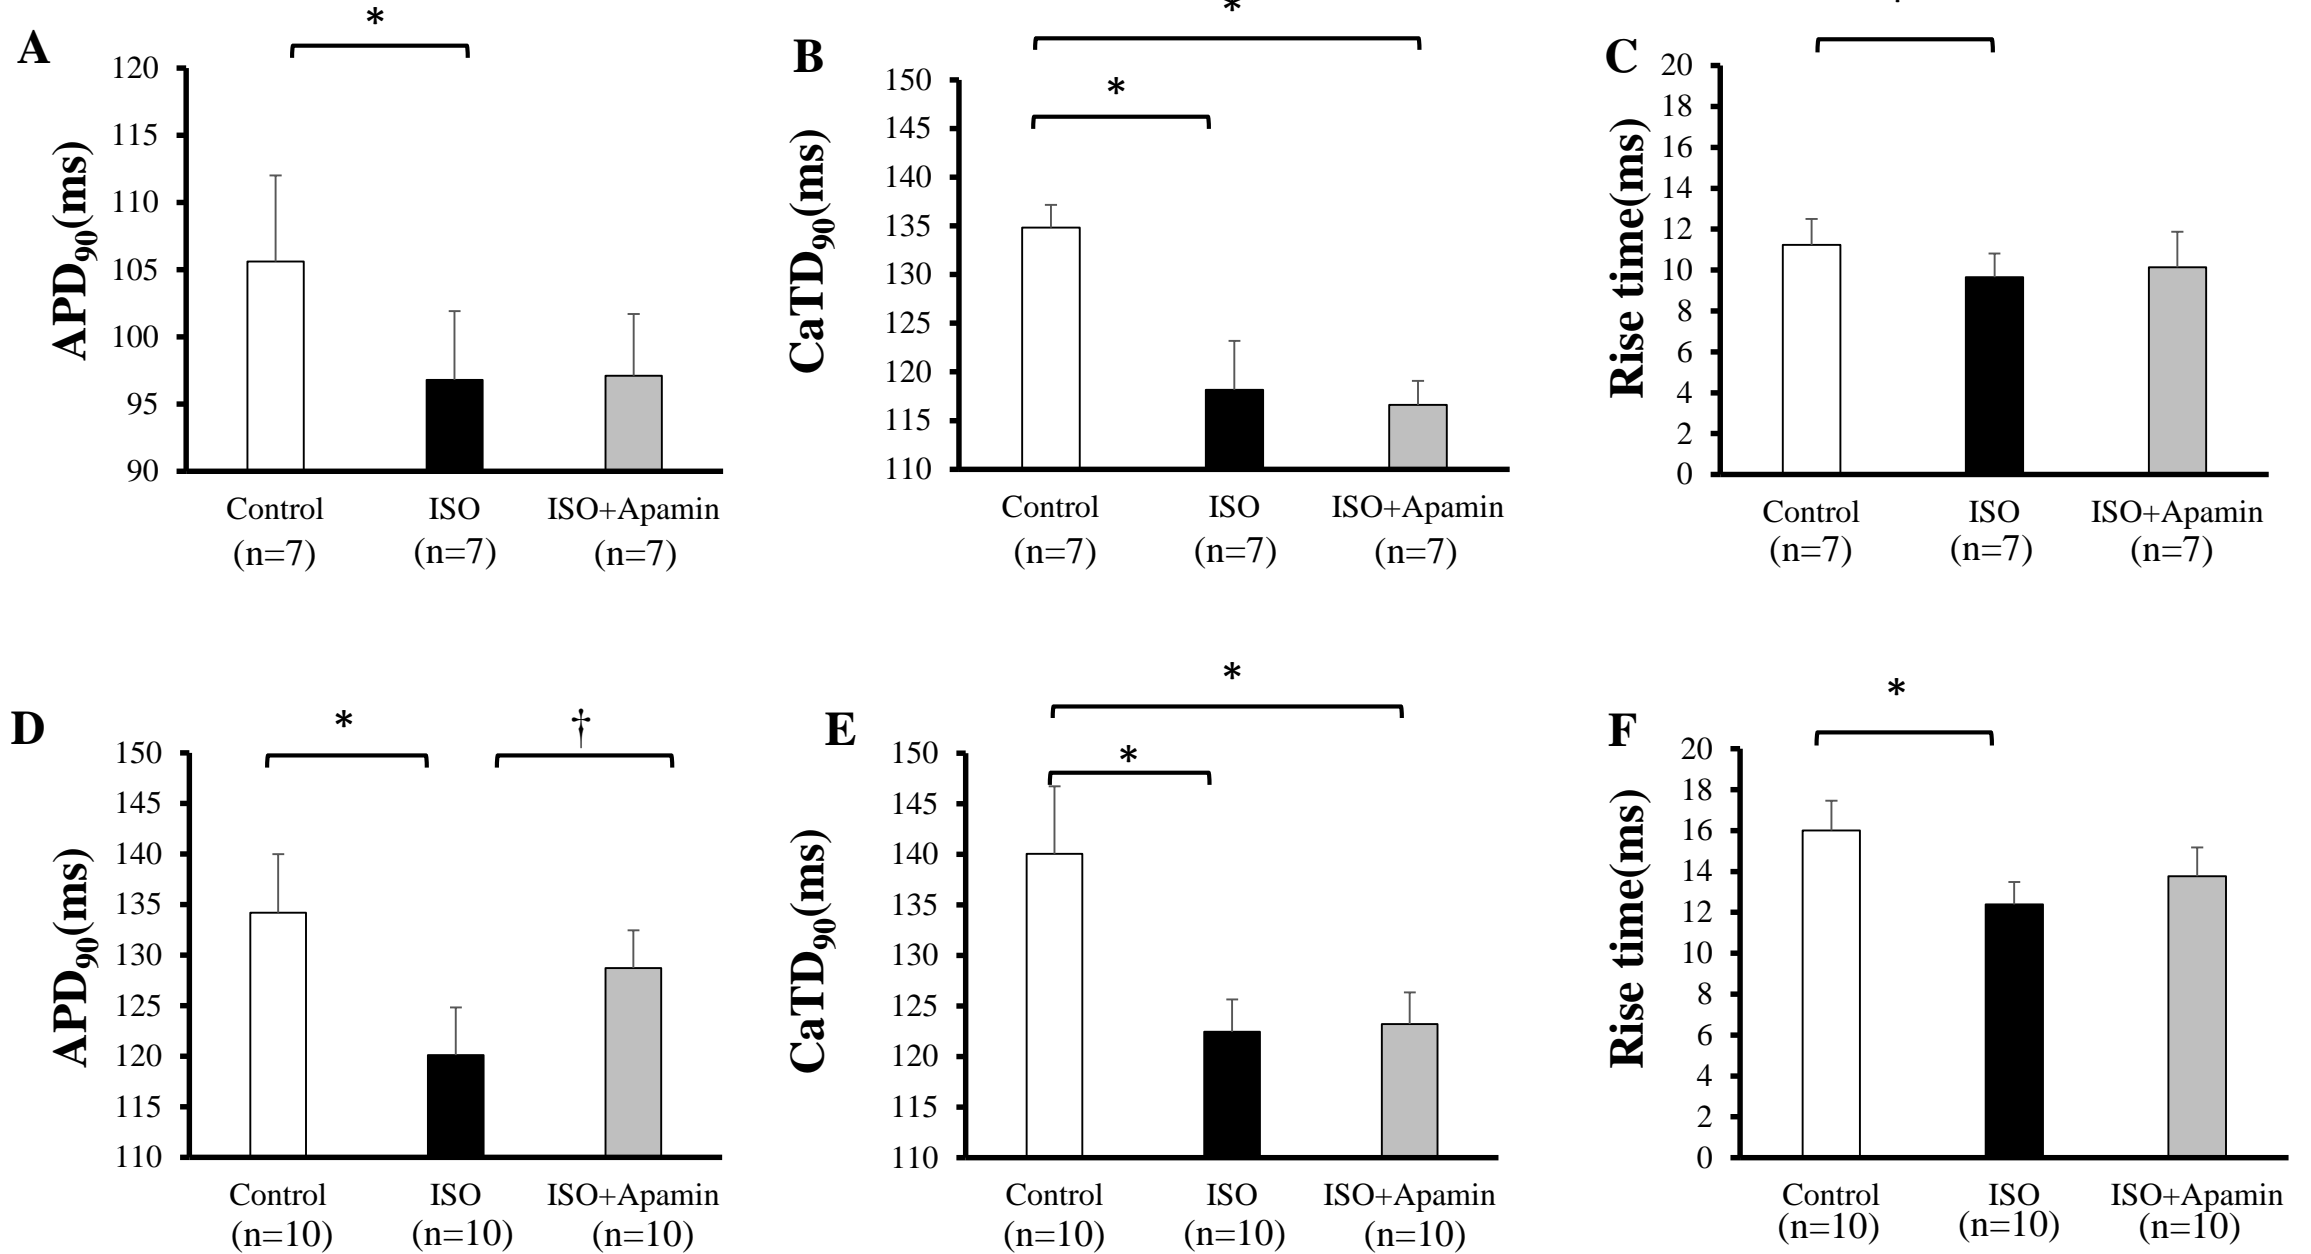 A
*
120
115
110
105
100
95
90
APD90(ms)
Control
(n=7)
ISO
(n=7)
ISO+Apamin
(n=7)
B
*
*
150
145
140
135
130
125
120
115
110
CaTD90(ms)
Control
(n=7)
ISO
(n=7)
ISO+Apamin
(n=7)
C
20
18
16
14
12
10
8
6
4
2
0
Rise time(ms)
Control
(n=7)
ISO
(n=7)
ISO+Apamin
(n=7)
D
*
†
150
145
140
135
130
125
120
115
110
APD90(ms)
Control
(n=10)
ISO
(n=10)
ISO+Apamin
(n=10)
E
*
*
150
145
140
135
130
125
120
115
110
CaTD90(ms)
Control
(n=10)
ISO
(n=10)
ISO+Apamin
(n=10)
F
*
20
18
16
14
12
10
8
6
4
2
0
Rise time(ms)
Control
(n=10)
ISO
(n=10)
ISO+Apamin
(n=10)